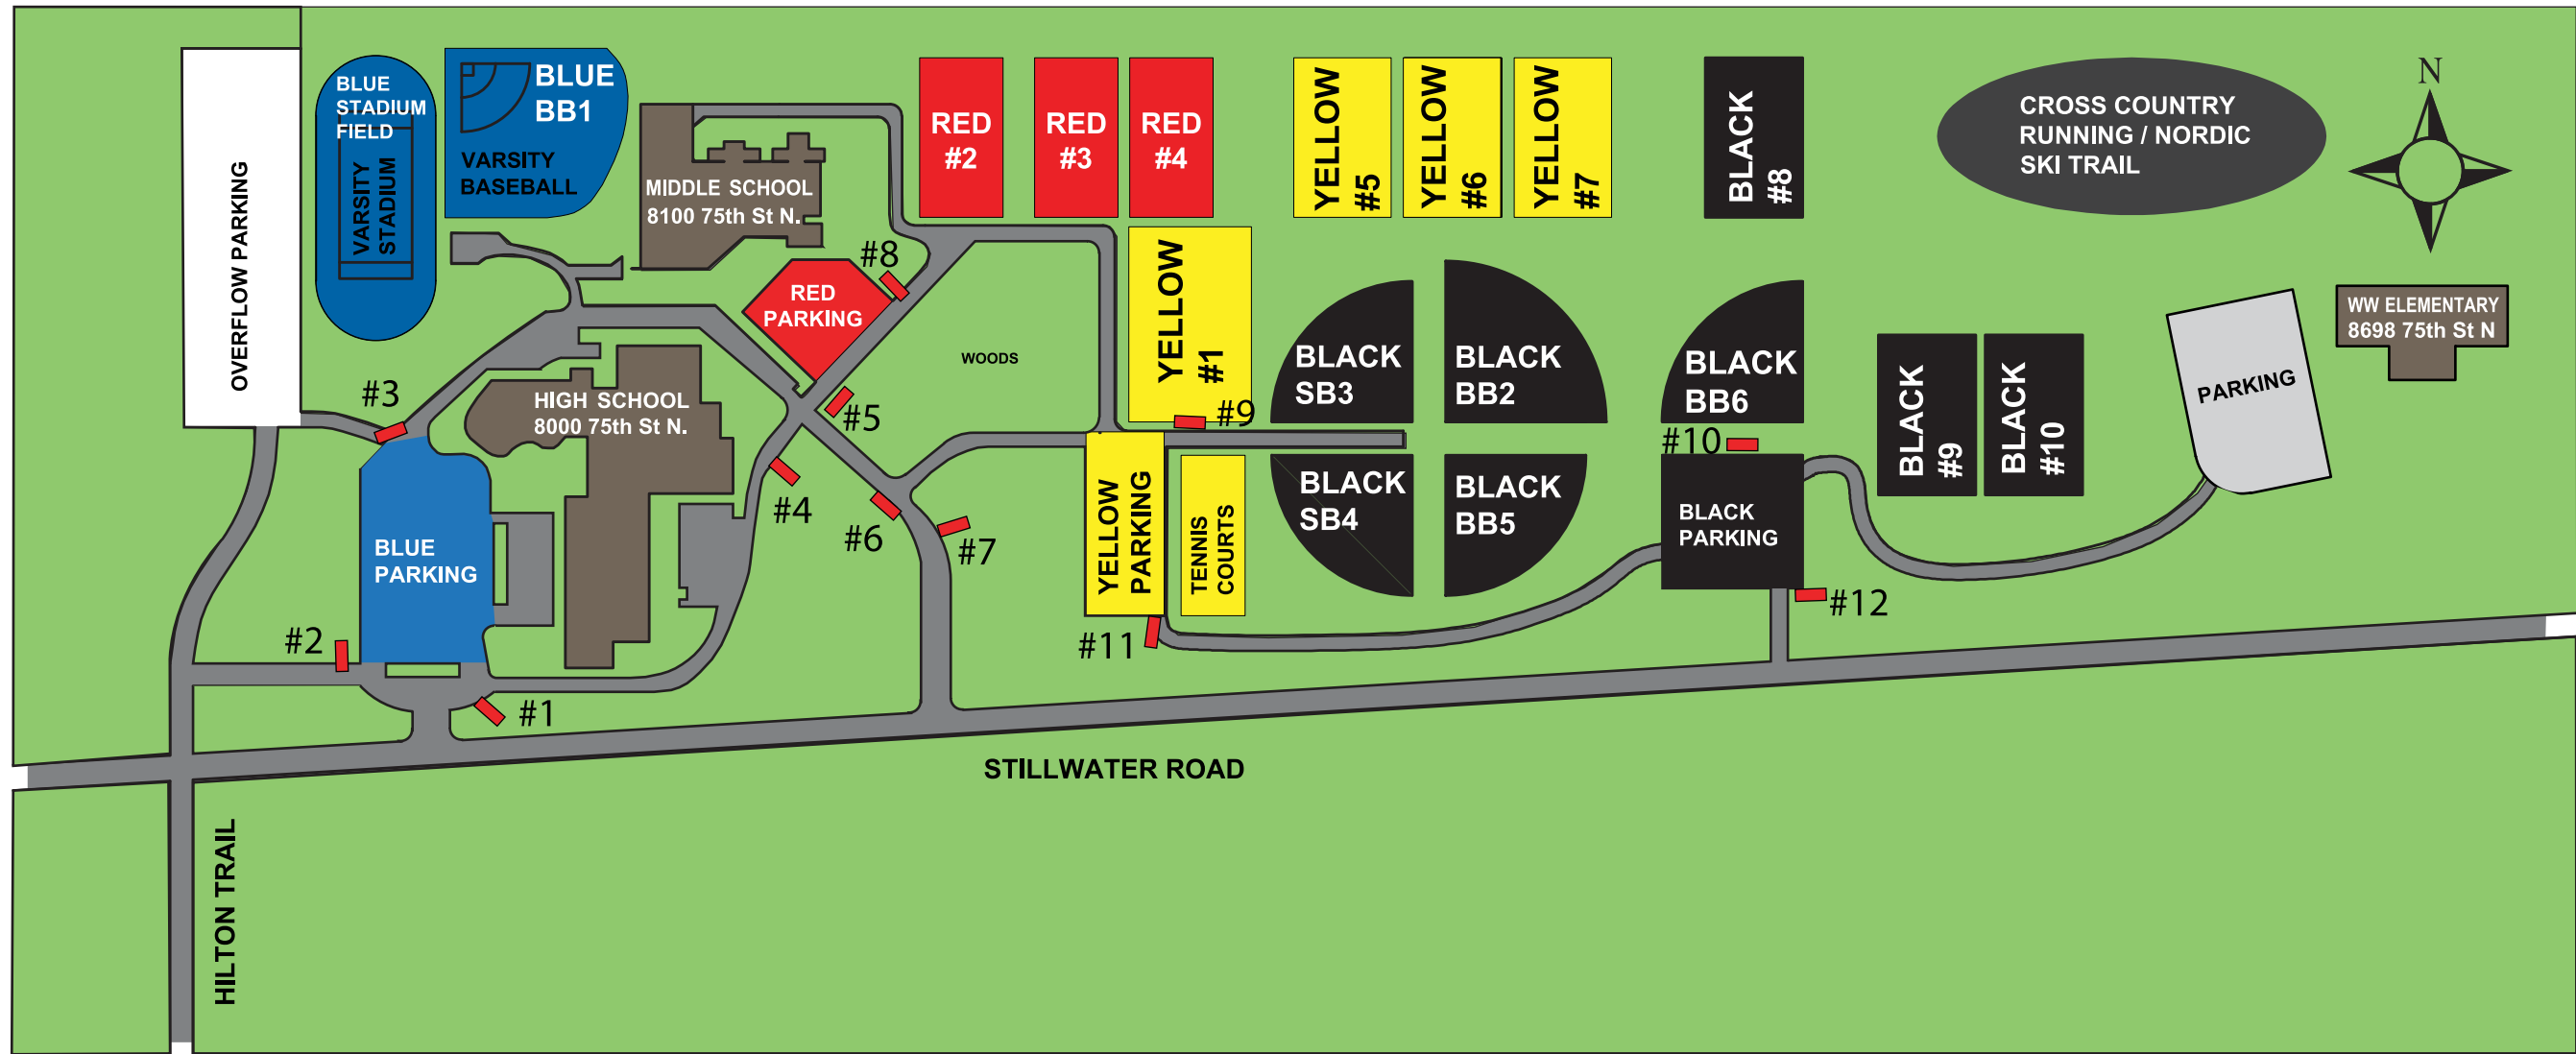 N
BLUE
STADIUM
FIELD
VARSITY
STADIUM
BLUE
BB1
VARSITY
BASEBALL
OVERFLOW PARKING
MIDDLE SCHOOL
8100 75th St N.
RED
#2
RED
#3
RED
#4
YELLOW
#5
YELLOW
#6
YELLOW
#7
BLACK
#8
CROSS COUNTRY
RUNNING / NORDIC
SKI TRAIL
#8
RED
PARKING
WOODS
YELLOW
#1
BLACK
SB3
BLACK
BB2
BLACK
BB6
BLACK
#9
BLACK
#10
PARKING
WW ELEMENTARY
8698 75th St N
#3
HIGH SCHOOL
8000 75th St N.
#5
#9
#10
#4
#6
#7
YELLOW
PARKING
TENNIS
COURTS
BLACK
SB4
BLACK
BB5
BLACK
PARKING
BLUE
PARKING
#2
#1
#11
#12
STILLWATER ROAD
HILTON TRAIL